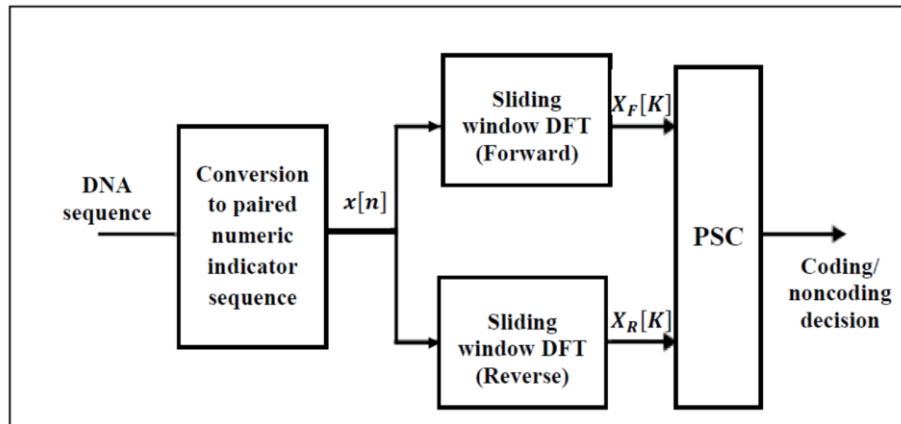 DNA
sequence
Conversion
to paired
numeric
indicator
sequence
x[n]
Sliding
window DFT
(Forward)
X_F[K]
Sliding
window DFT
(Reverse)
X_R[K]
PSC
Coding/
noncoding
decision